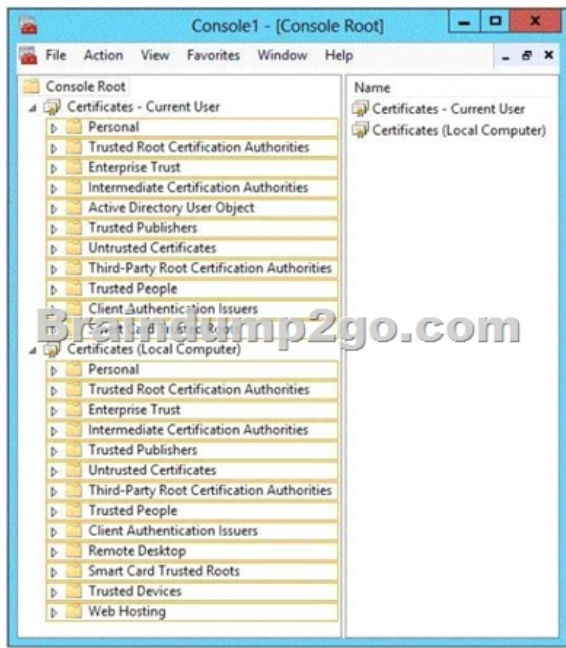 Console1 - [Console Root]
File Action View Favorites Window Help
Console Root
Certificates - Current User
Personal
Trusted Root Certification Authorities
Enterprise Trust
Intermediate Certification Authorities
Active Directory User Object
Trusted Publishers
Untrusted Certificates
Third-Party Root Certification Authorities
Trusted People
Client Authentication Issuers
Smart Card Trusted Roots
Certificates (Local Computer)
Personal
Trusted Root Certification Authorities
Enterprise Trust
Intermediate Certification Authorities
Trusted Publishers
Untrusted Certificates
Third-Party Root Certification Authorities
Trusted People
Client Authentication Issuers
Remote Desktop
Smart Card Trusted Roots
Trusted Devices
Web Hosting
Name
Certificates - Current User
Certificates (Local Computer)
Braindump2go.com